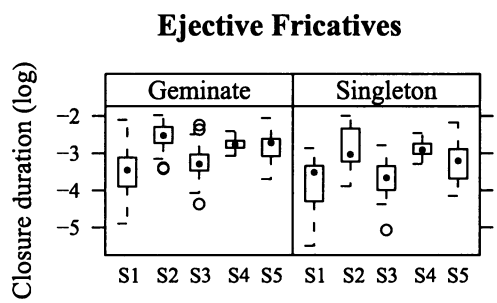 Ejective Fricatives
Closure duration (log)
Geminate Singleton
−2
−3
−4
−5
S1 S2 S3 S4 S5 S1 S2 S3 S4 S5